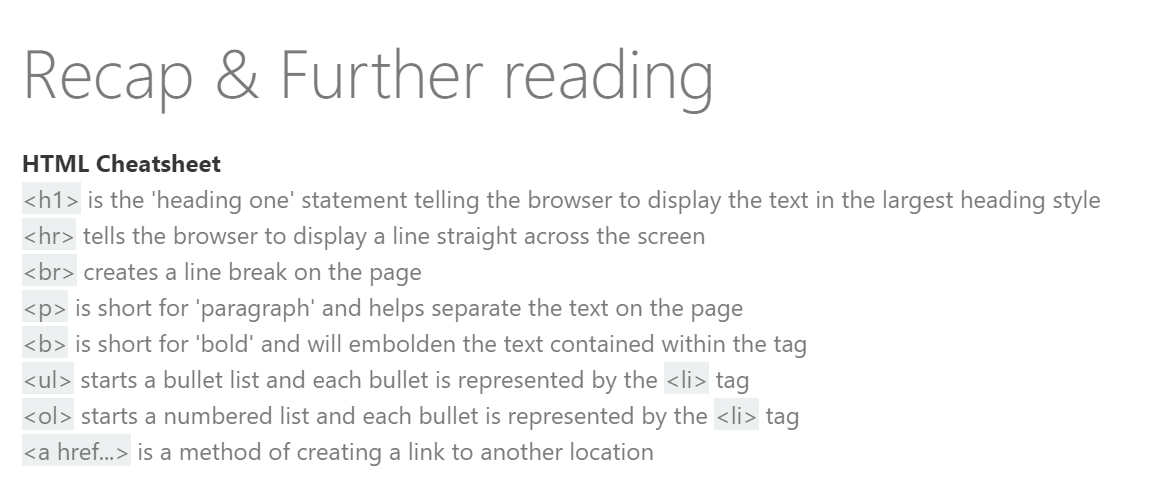 Recap & Further reading
HTML Cheatsheet
<h1> is the 'heading one' statement telling the browser to display the text in the largest heading style
<hr> tells the browser to display a line straight across the screen
<br> creates a line break on the page
<p> is short for 'paragraph' and helps separate the text on the page
<b> is short for 'bold' and will embolden the text contained within the tag
<ul> starts a bullet list and each bullet is represented by the <li> tag
<ol> starts a numbered list and each bullet is represented by the <li> tag
<a href...> is a method of creating a link to another location